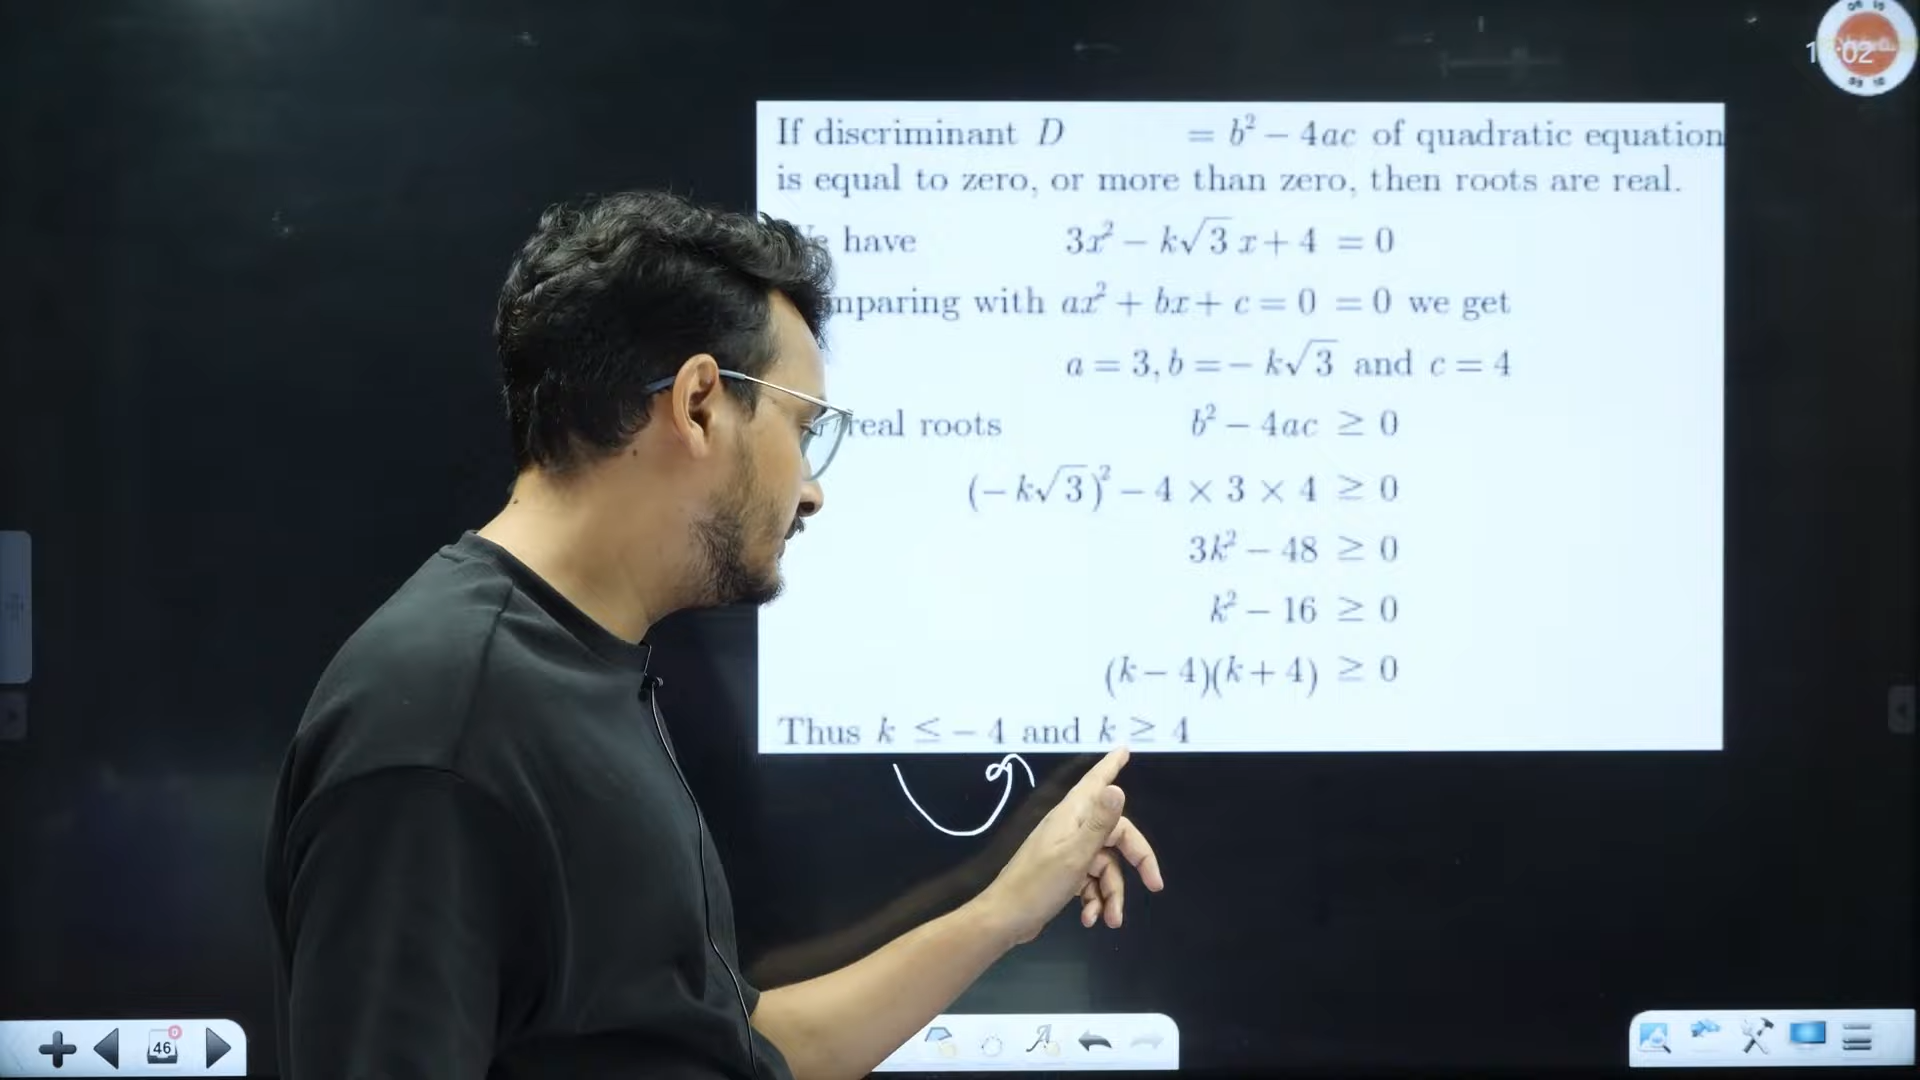 If discriminant D = b² − 4ac of quadratic equation
is equal to zero, or more than zero, then roots are real.
have 3x² − k√3 x + 4 = 0
with ax² + bx + c = 0 = 0 we get
a = 3, b = − k√3 and c = 4
real roots b² − 4ac ≥ 0
(− k√3)² − 4 × 3 × 4 ≥ 0
3k² − 48 ≥ 0
k² − 16 ≥ 0
(k − 4)(k + 4) ≥ 0
Thus k ≤ − 4 and k ≥ 4
46